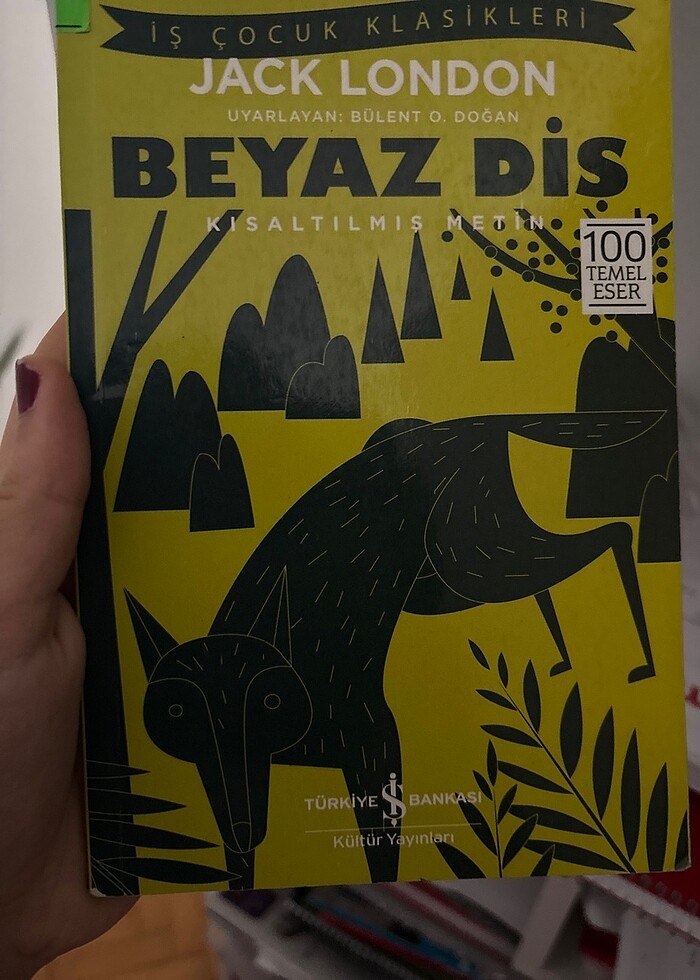 İŞ ÇOCUK KLASİKLERİ
JACK LONDON
UYARLAYAN: BÜLENT O. DOĞAN
BEYAZ DİS
KISALTILMIŞ METİN
100
TEMEL
ESER
TÜRKİYE İŞ BANKASI
Kültür Yayınları